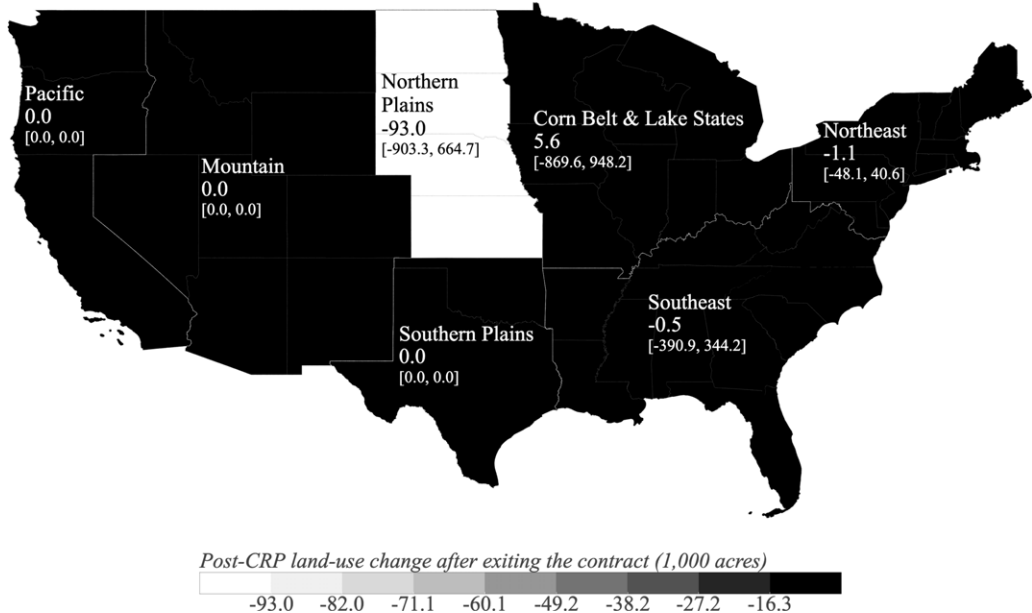 Pacific
0.0
[0.0, 0.0]
Mountain
0.0
[0.0, 0.0]
Northern
Plains
-93.0
[-903.3, 664.7]
Corn Belt & Lake States
5.6
[-869.6, 948.2]
Northeast
-1.1
[-48.1, 40.6]
Southern Plains
0.0
[0.0, 0.0]
Southeast
-0.5
[-390.9, 344.2]
Post-CRP land-use change after exiting the contract (1,000 acres)
-93.0 -82.0 -71.1 -60.1 -49.2 -38.2 -27.2 -16.3